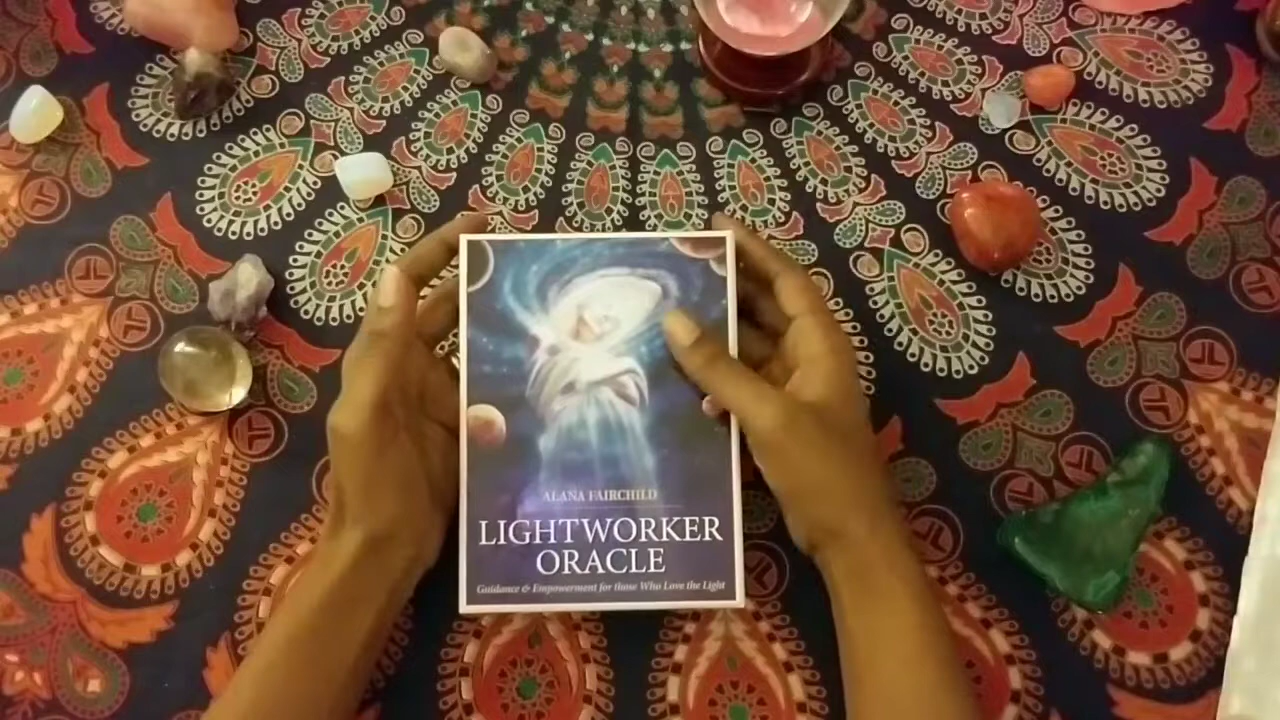 ALANA FAIRCHILD
LIGHTWORKER
ORACLE
Guidance & Empowerment for those Who Love the Light